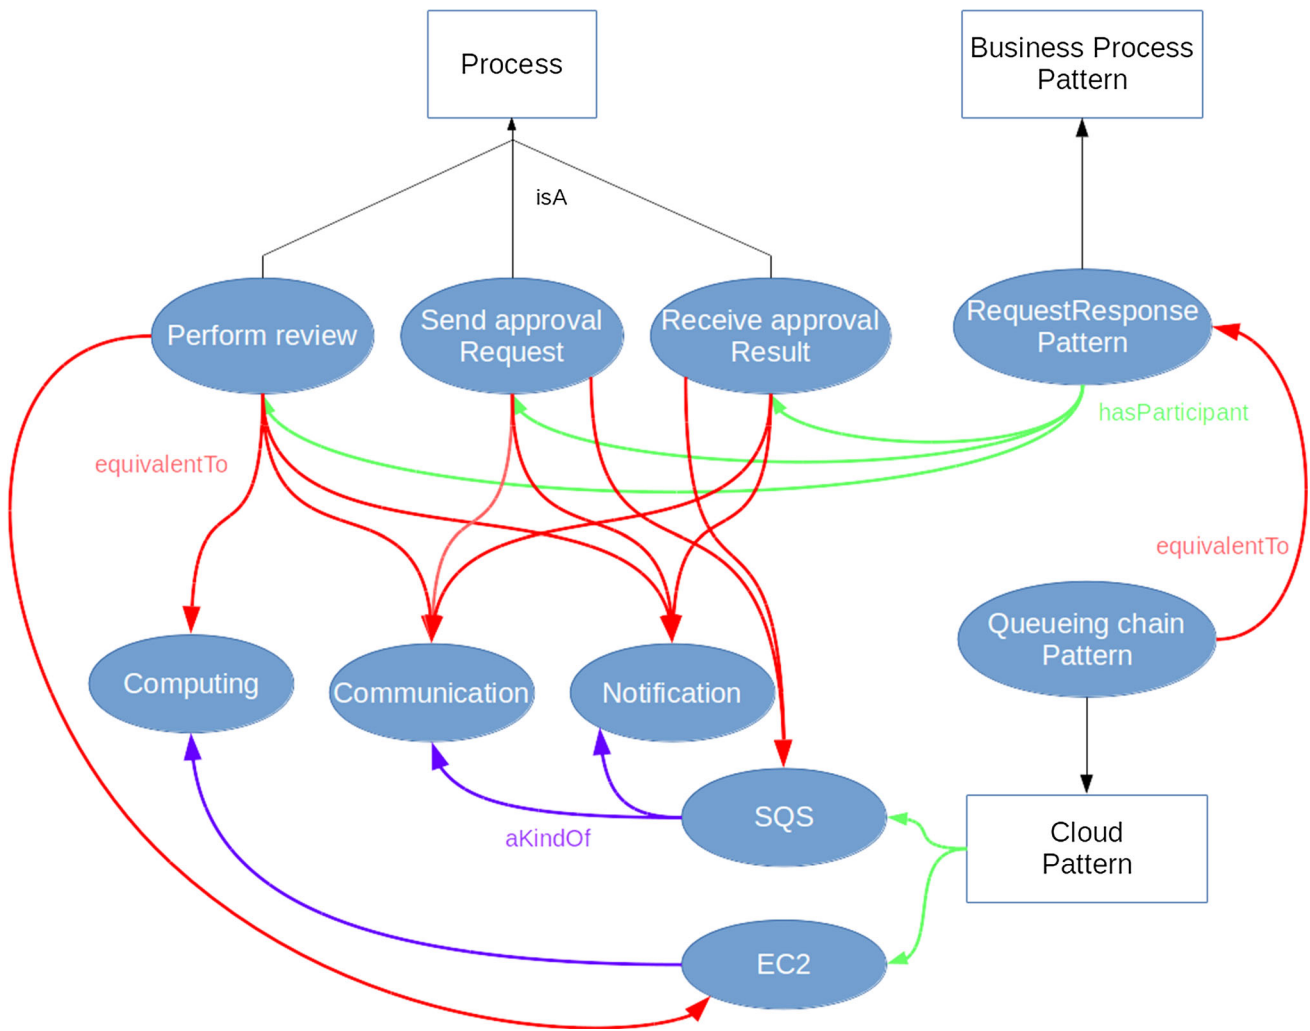 Process
Business Process
Pattern
isA
Perform review
Send approval
Request
Receive approval
Result
RequestResponse
Pattern
hasParticipant
equivalentTo
equivalentTo
Queueing chain
Pattern
Computing
Communication
Notification
SQS
aKindOf
Cloud
Pattern
EC2